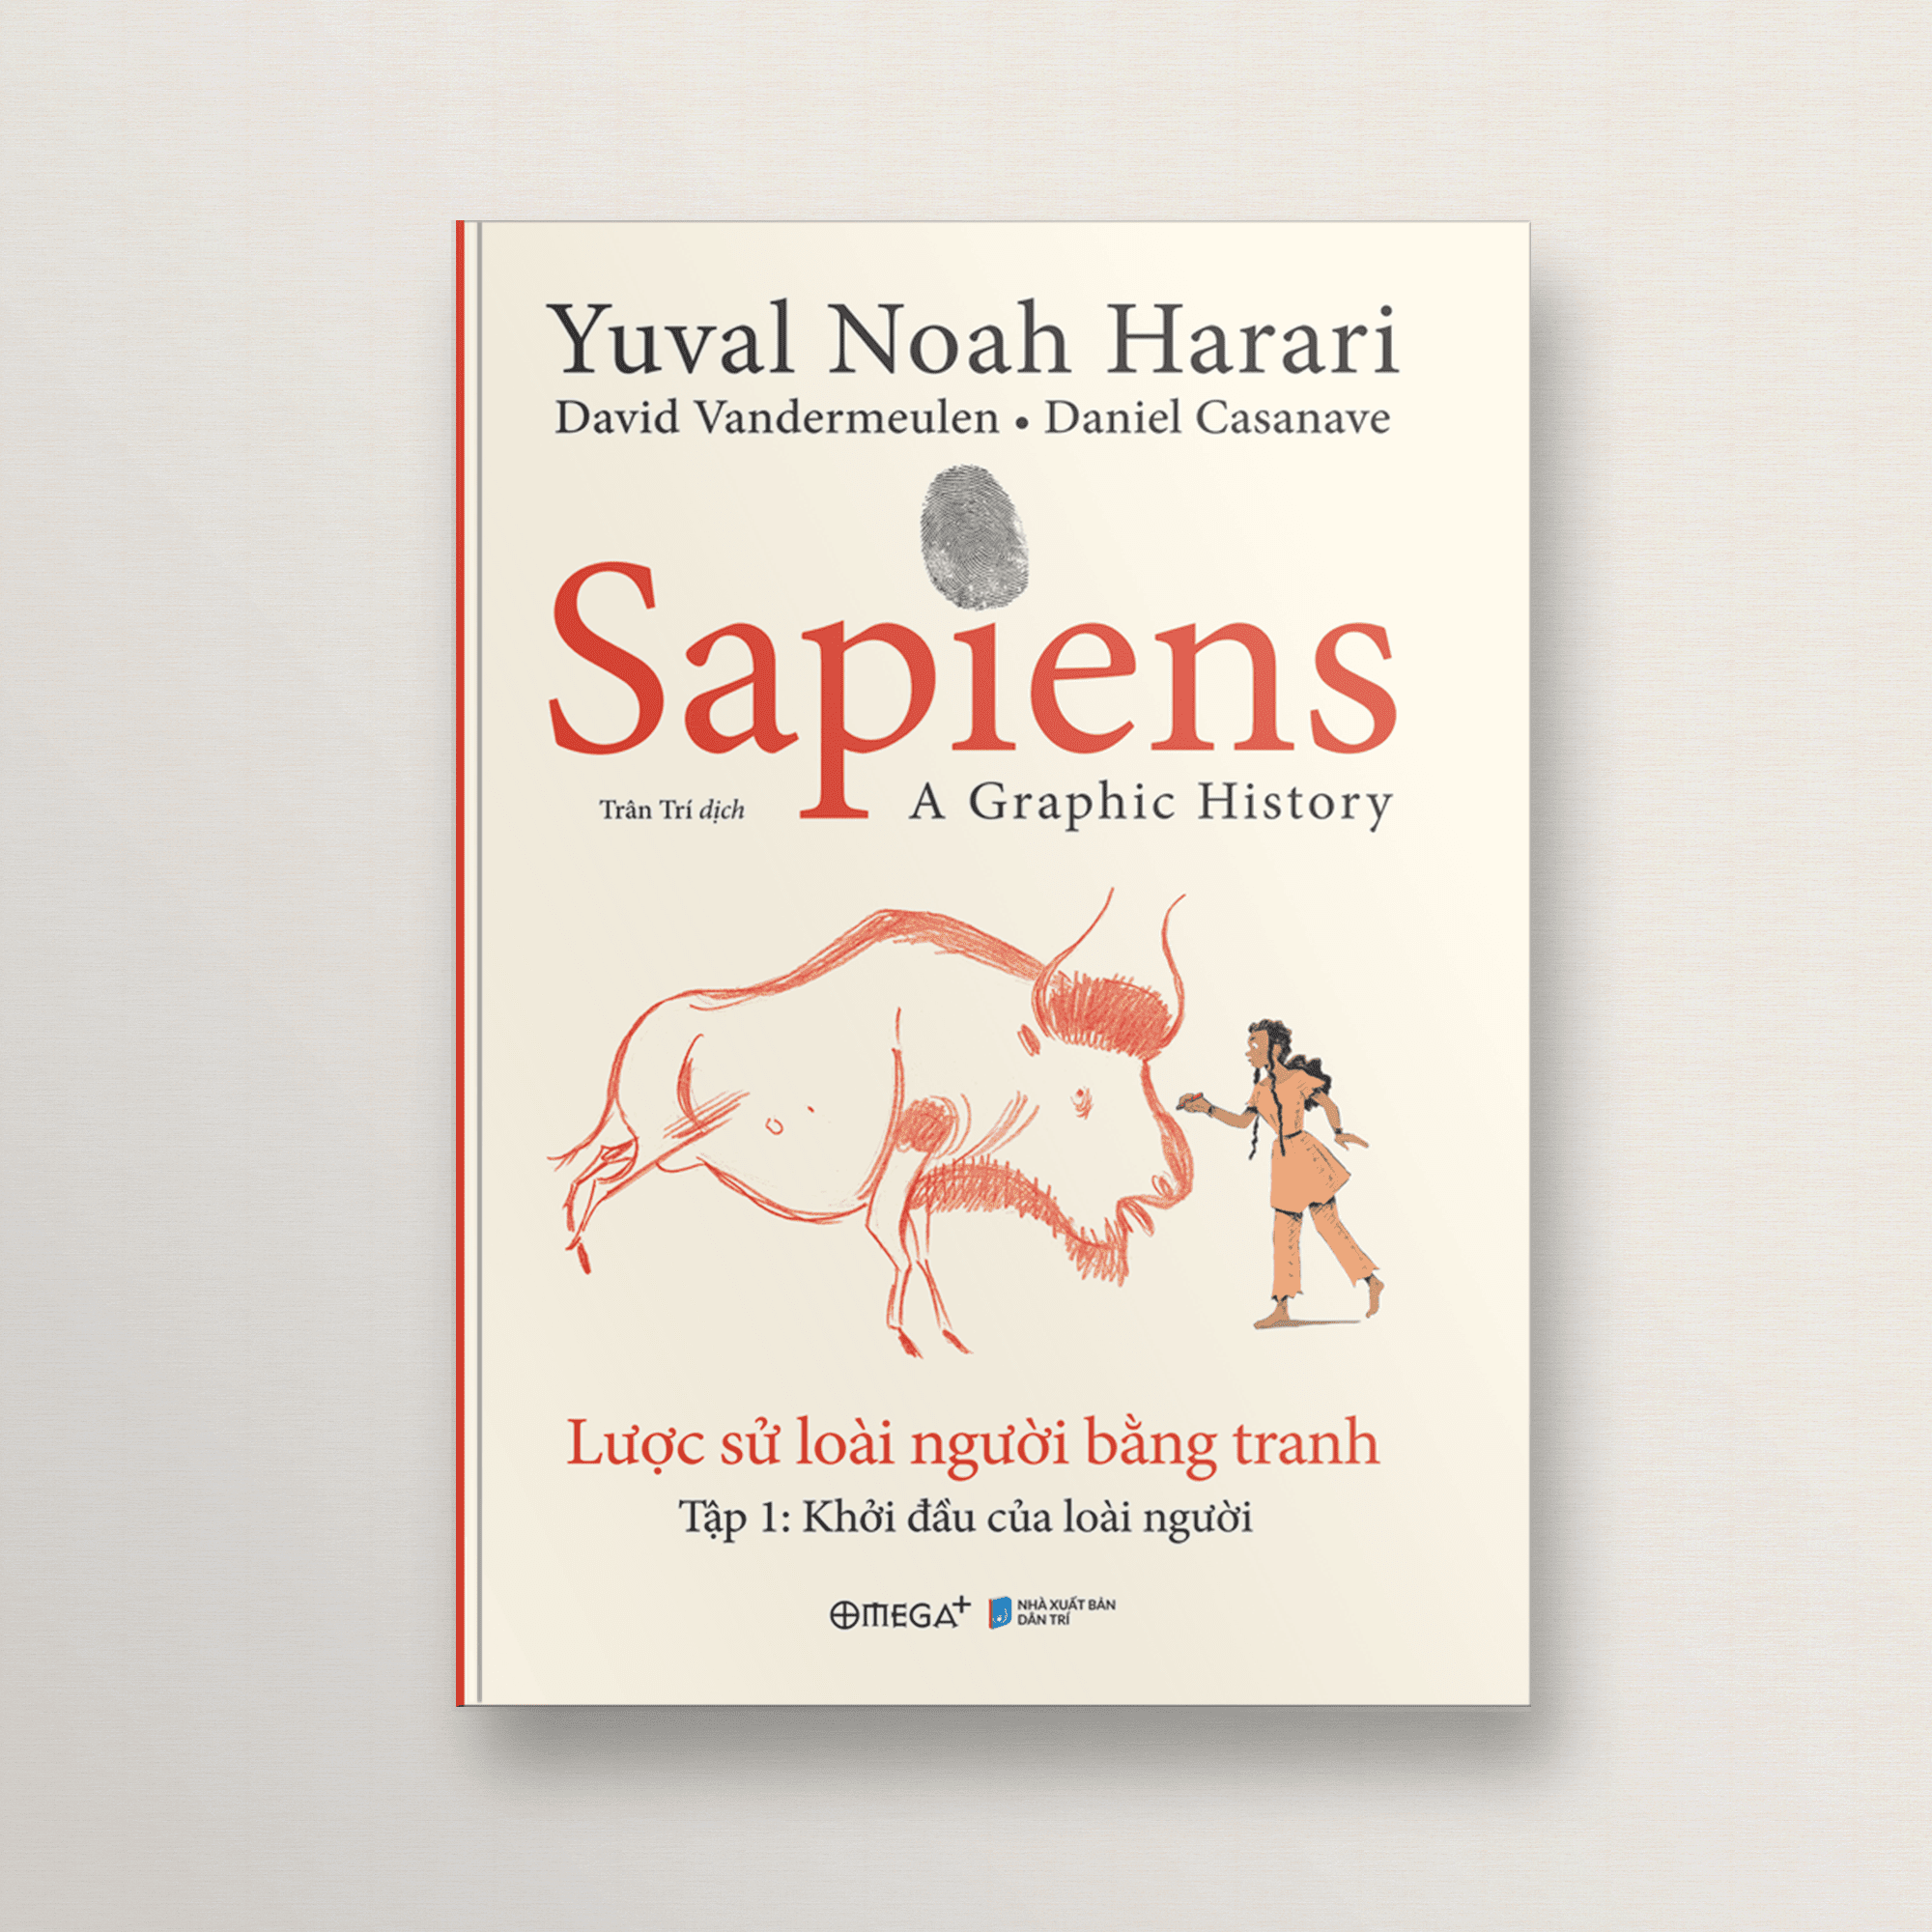 Yuval Noah Harari
David Vandermeulen • Daniel Casanave
Sapiens
Trân Trí dịch
A Graphic History
Lược sử loài người bằng tranh
Tập 1: Khởi đầu của loài người
OMEGA+
NHÀ XUẤT BẢN
DÂN TRÍ